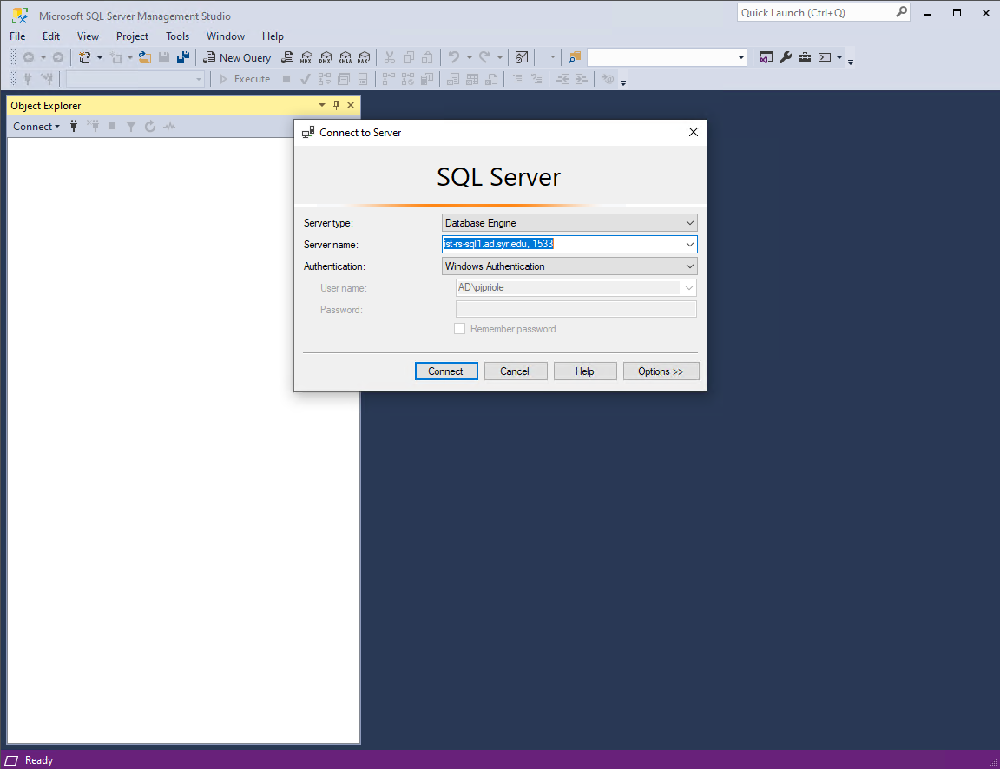 Microsoft SQL Server Management Studio
Quick Launch (Ctrl+Q)
File Edit View Project Tools Window Help
New Query MDX DMX XMLA DAX
Execute
Object Explorer
Connect
Connect to Server
SQL Server
Server type: Database Engine
Server name: ist-rs-sql1.ad.syr.edu, 1533
Authentication: Windows Authentication
User name: AD\pjpriole
Password:
Remember password
Connect Cancel Help Options >>
Ready